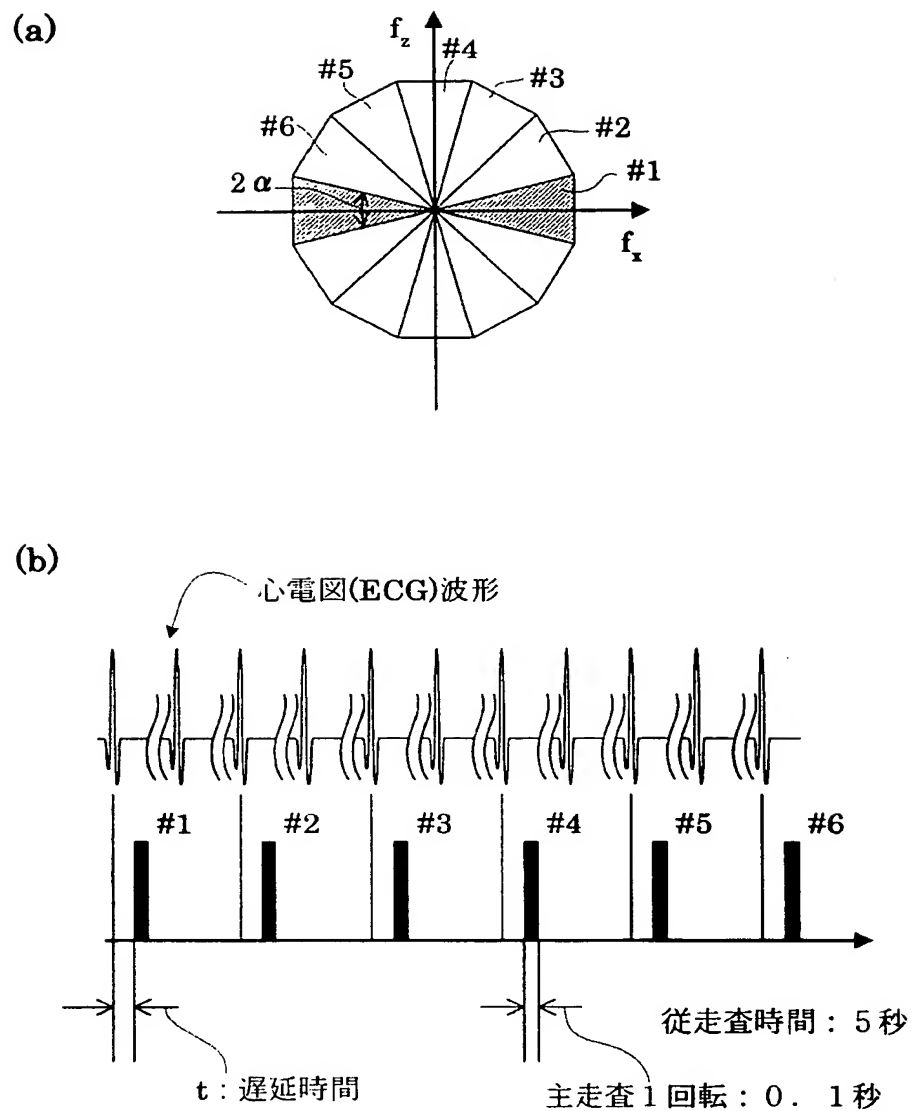 (a)
f_z
#4
#5
#3
#6
#2
#1
2α
f_x
(b)
心電図(ECG)波形
#1
#2
#3
#4
#5
#6
従走査時間：5秒
t：遅延時間
主走査1回転：0．1秒